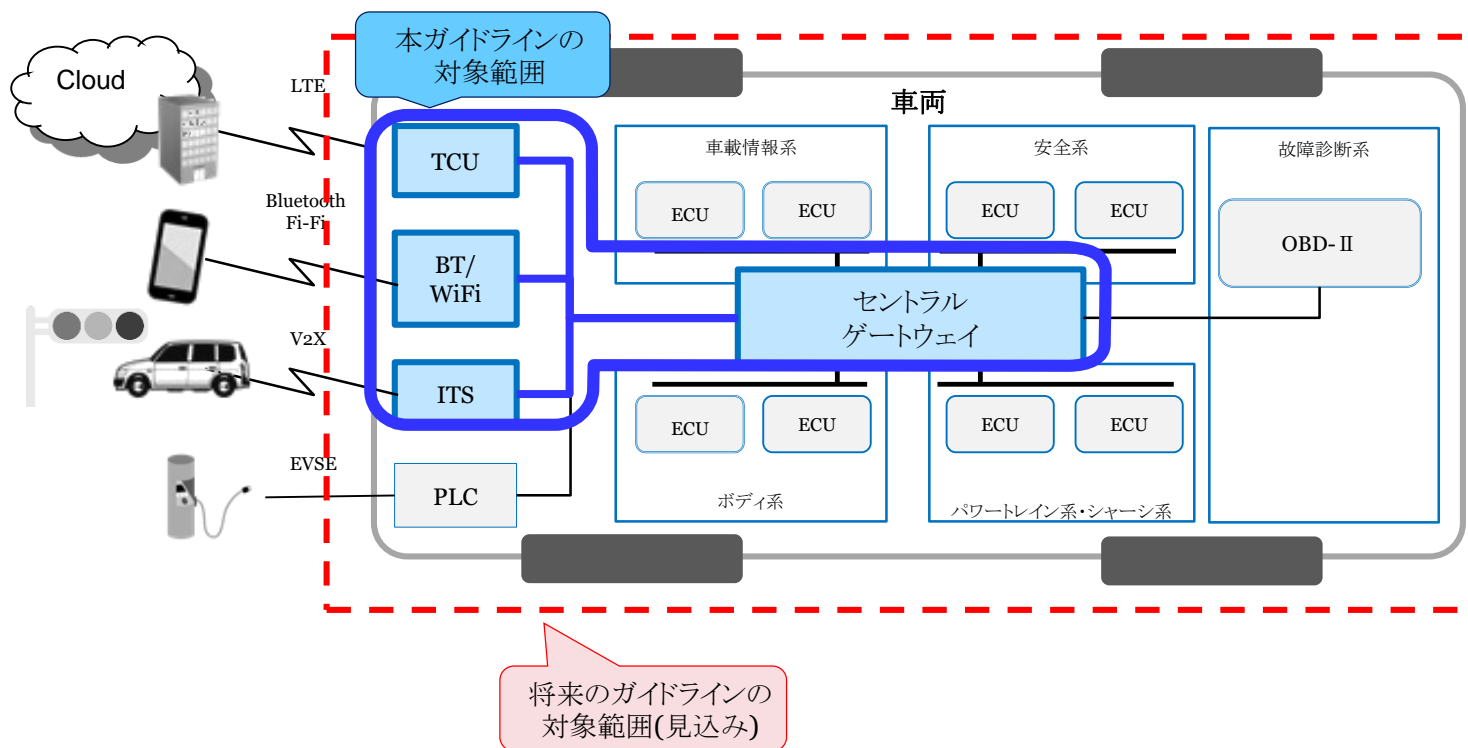 本ガイドラインの
対象範囲
Cloud
LTE
車両
TCU
車載情報系
安全系
故障診断系
ECU
ECU
ECU
ECU
Bluetooth
Fi-Fi
OBD-Ⅱ
BT/
WiFi
セントラル
ゲートウェイ
V2X
ITS
ECU
ECU
ECU
ECU
EVSE
PLC
ボディ系
パワートレイン系・シャーシ系
将来のガイドラインの
対象範囲(見込み)